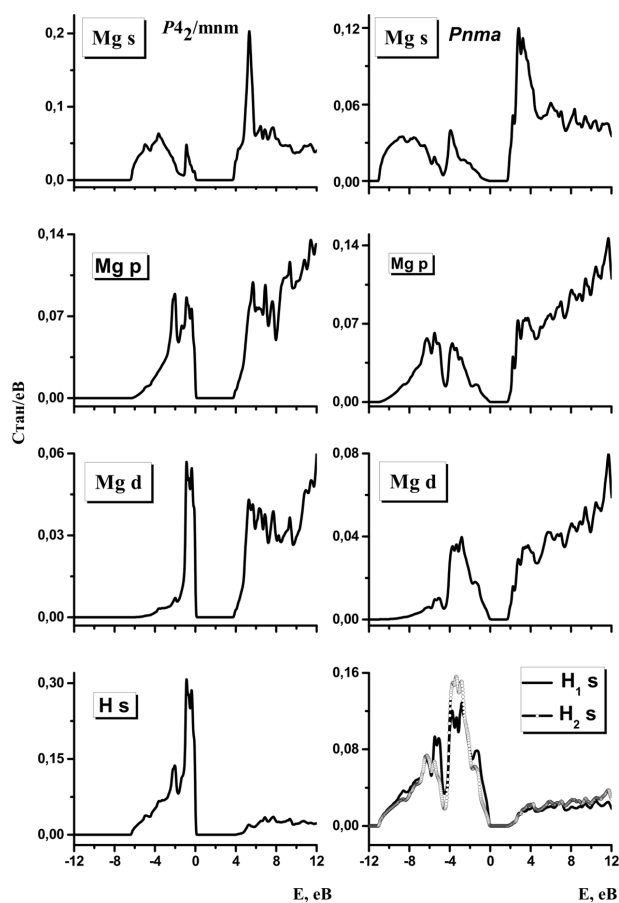 Mg s
P4₂/mnm
0,2
0,1
0,0
Mg s
Pnma
0,12
0,06
0,00
Mg p
0,14
0,07
0,00
Mg p
0,14
0,07
0,00
Стан/еВ
Mg d
0,06
0,03
0,00
Mg d
0,08
0,04
0,00
H s
0,30
0,15
0,00
H₁ s
H₂ s
0,16
0,08
0,00
-12 -8 -4 0 4 8 12
-12 -8 -4 0 4 8 12
E, eB
E, eB